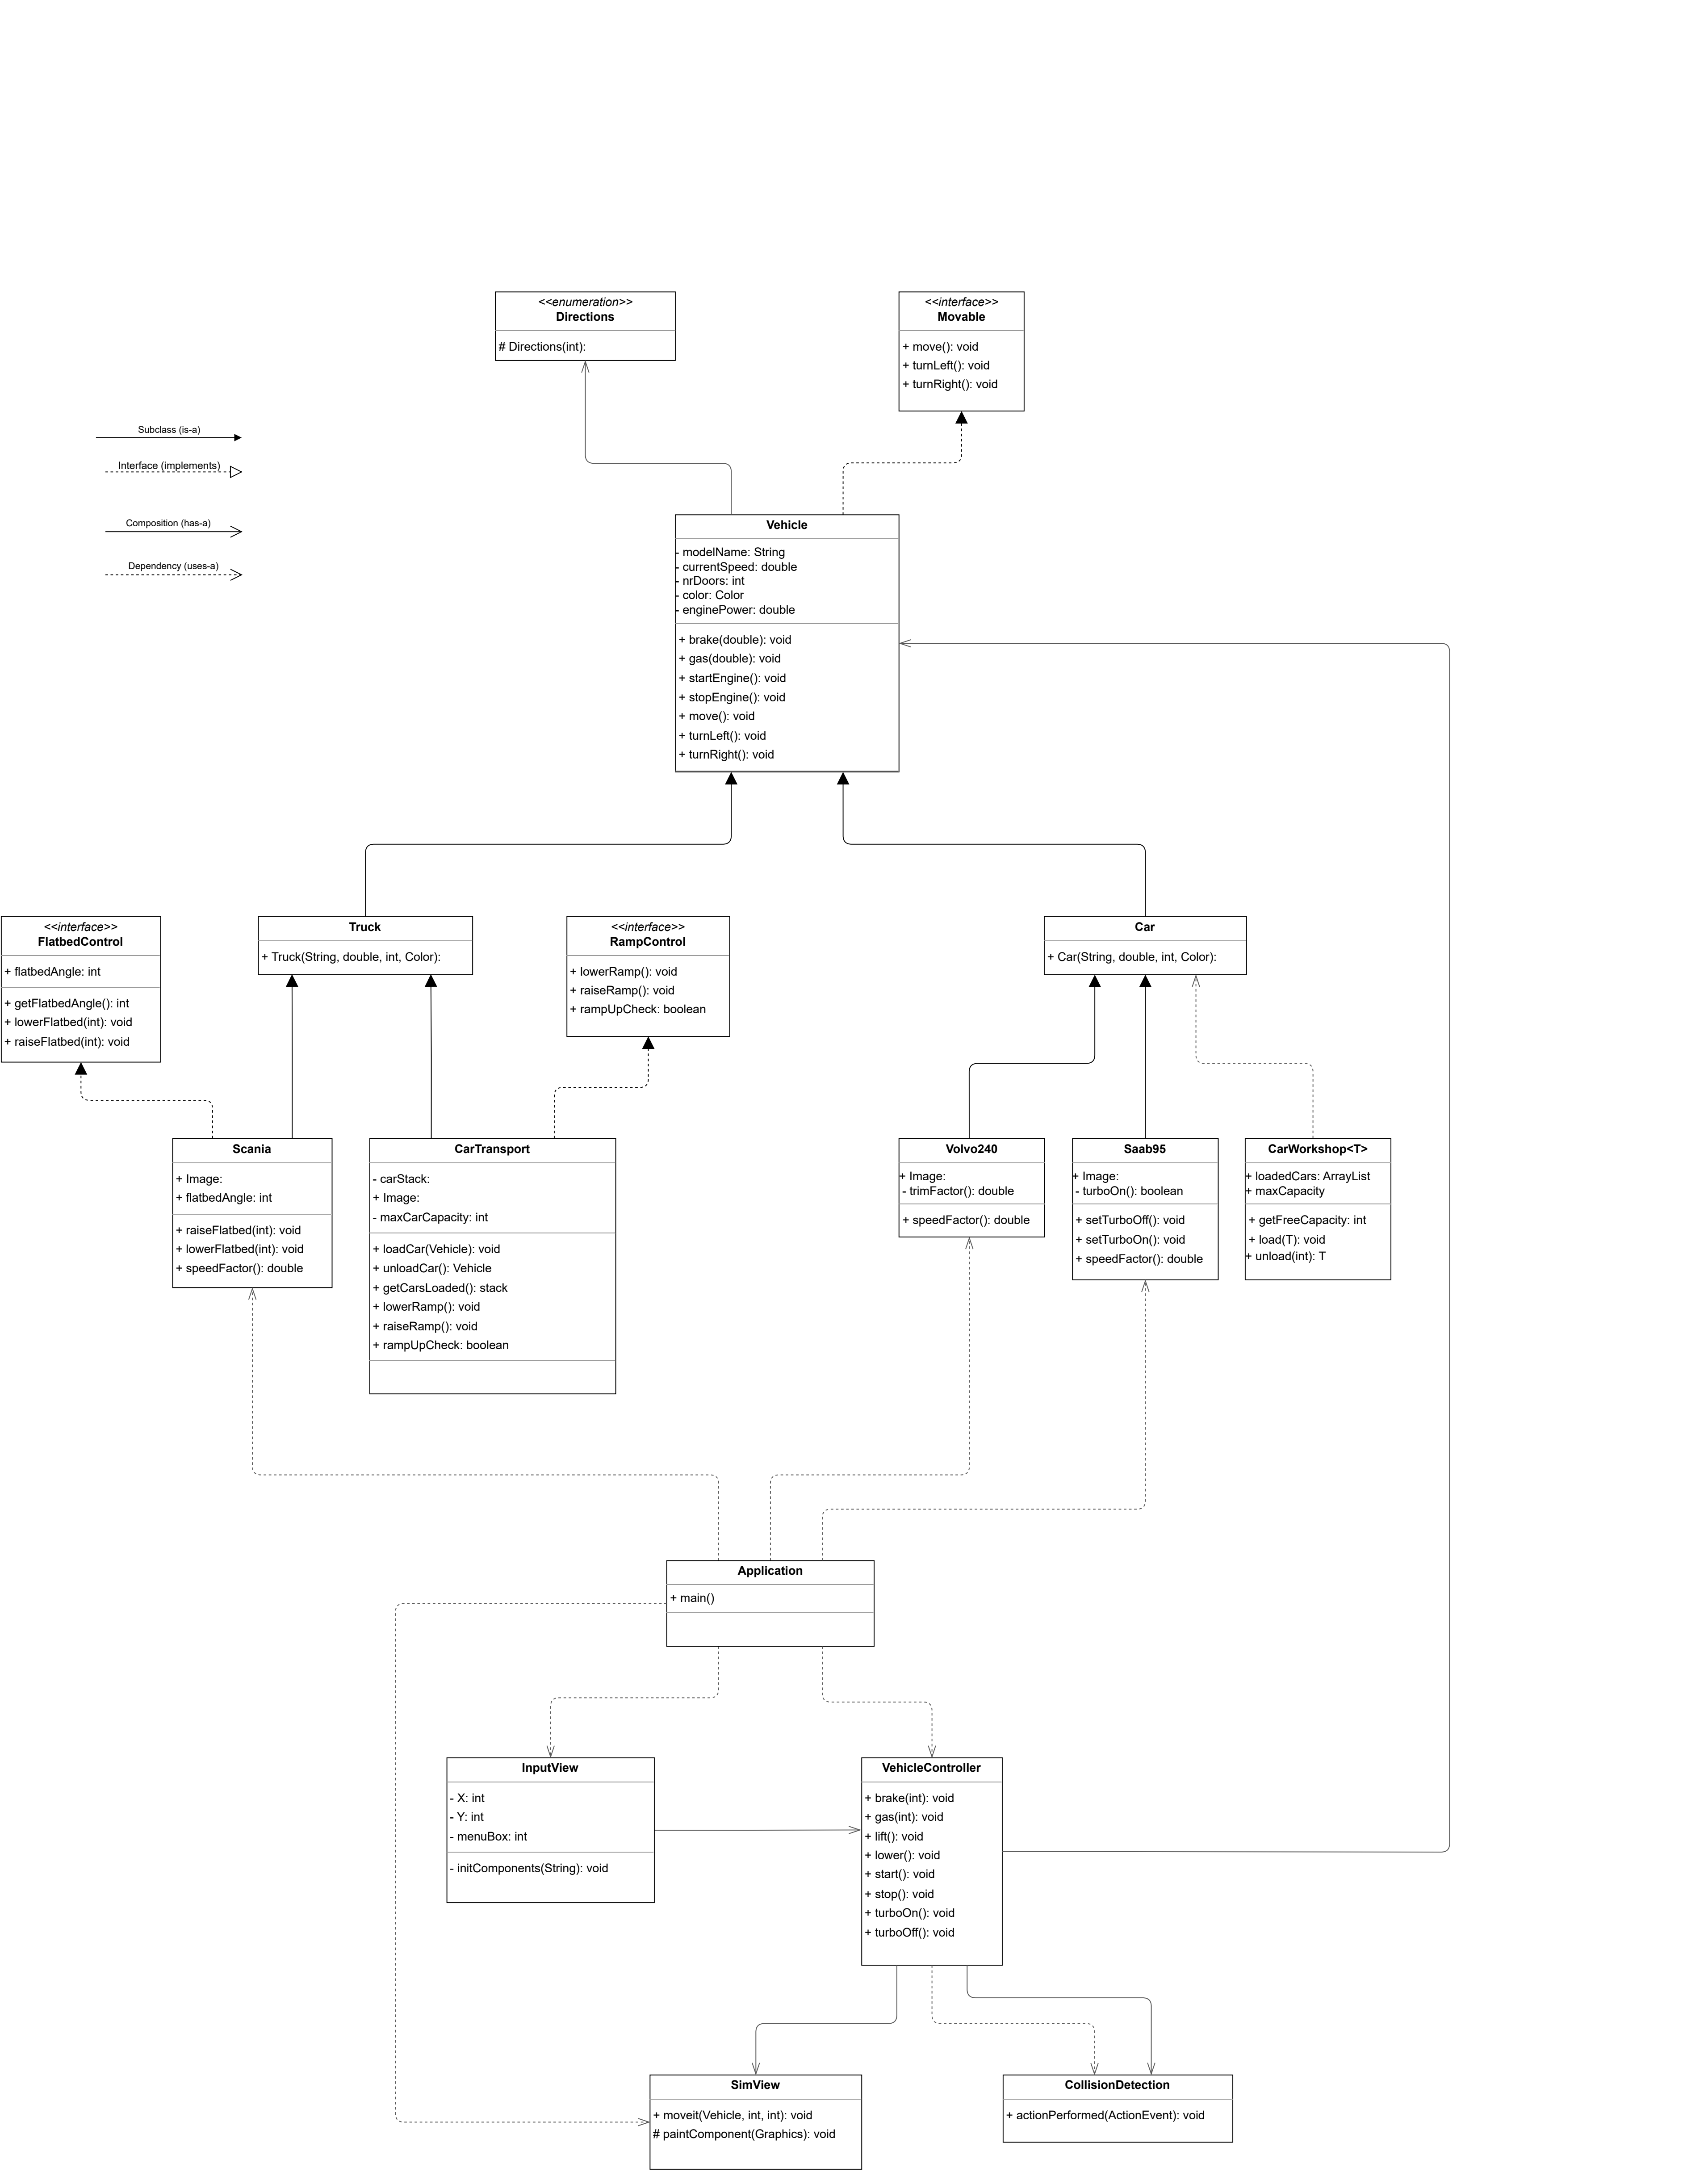 <<enumeration>>
Directions
# Directions(int):
<<interface>>
Movable
+ move(): void
+ turnLeft(): void
+ turnRight(): void
Subclass (is-a)
Interface (implements)
Composition (has-a)
Dependency (uses-a)
Vehicle
- modelName: String
- currentSpeed: double
- nrDoors: int
- color: Color
- enginePower: double
+ brake(double): void
+ gas(double): void
+ startEngine(): void
+ stopEngine(): void
+ move(): void
+ turnLeft(): void
+ turnRight(): void
<<interface>>
FlatbedControl
+ flatbedAngle: int
+ getFlatbedAngle(): int
+ lowerFlatbed(int): void
+ raiseFlatbed(int): void
Truck
+ Truck(String, double, int, Color):
<<interface>>
RampControl
+ lowerRamp(): void
+ raiseRamp(): void
+ rampUpCheck: boolean
Car
+ Car(String, double, int, Color):
Scania
+ Image:
+ flatbedAngle: int
+ raiseFlatbed(int): void
+ lowerFlatbed(int): void
+ speedFactor(): double
CarTransport
- carStack:
+ Image:
- maxCarCapacity: int
+ loadCar(Vehicle): void
+ unloadCar(): Vehicle
+ getCarsLoaded(): stack
+ lowerRamp(): void
+ raiseRamp(): void
+ rampUpCheck: boolean
Volvo240
+ Image:
- trimFactor(): double
+ speedFactor(): double
Saab95
+ Image:
- turboOn(): boolean
+ setTurboOff(): void
+ setTurboOn(): void
+ speedFactor(): double
CarWorkshop<T>
+ loadedCars: ArrayList
+ maxCapacity
+ getFreeCapacity: int
+ load(T): void
+ unload(int): T
Application
+ main()
InputView
- X: int
- Y: int
- menuBox: int
- initComponents(String): void
VehicleController
+ brake(int): void
+ gas(int): void
+ lift(): void
+ lower(): void
+ start(): void
+ stop(): void
+ turboOn(): void
+ turboOff(): void
SimView
+ moveit(Vehicle, int, int): void
# paintComponent(Graphics): void
CollisionDetection
+ actionPerformed(ActionEvent): void